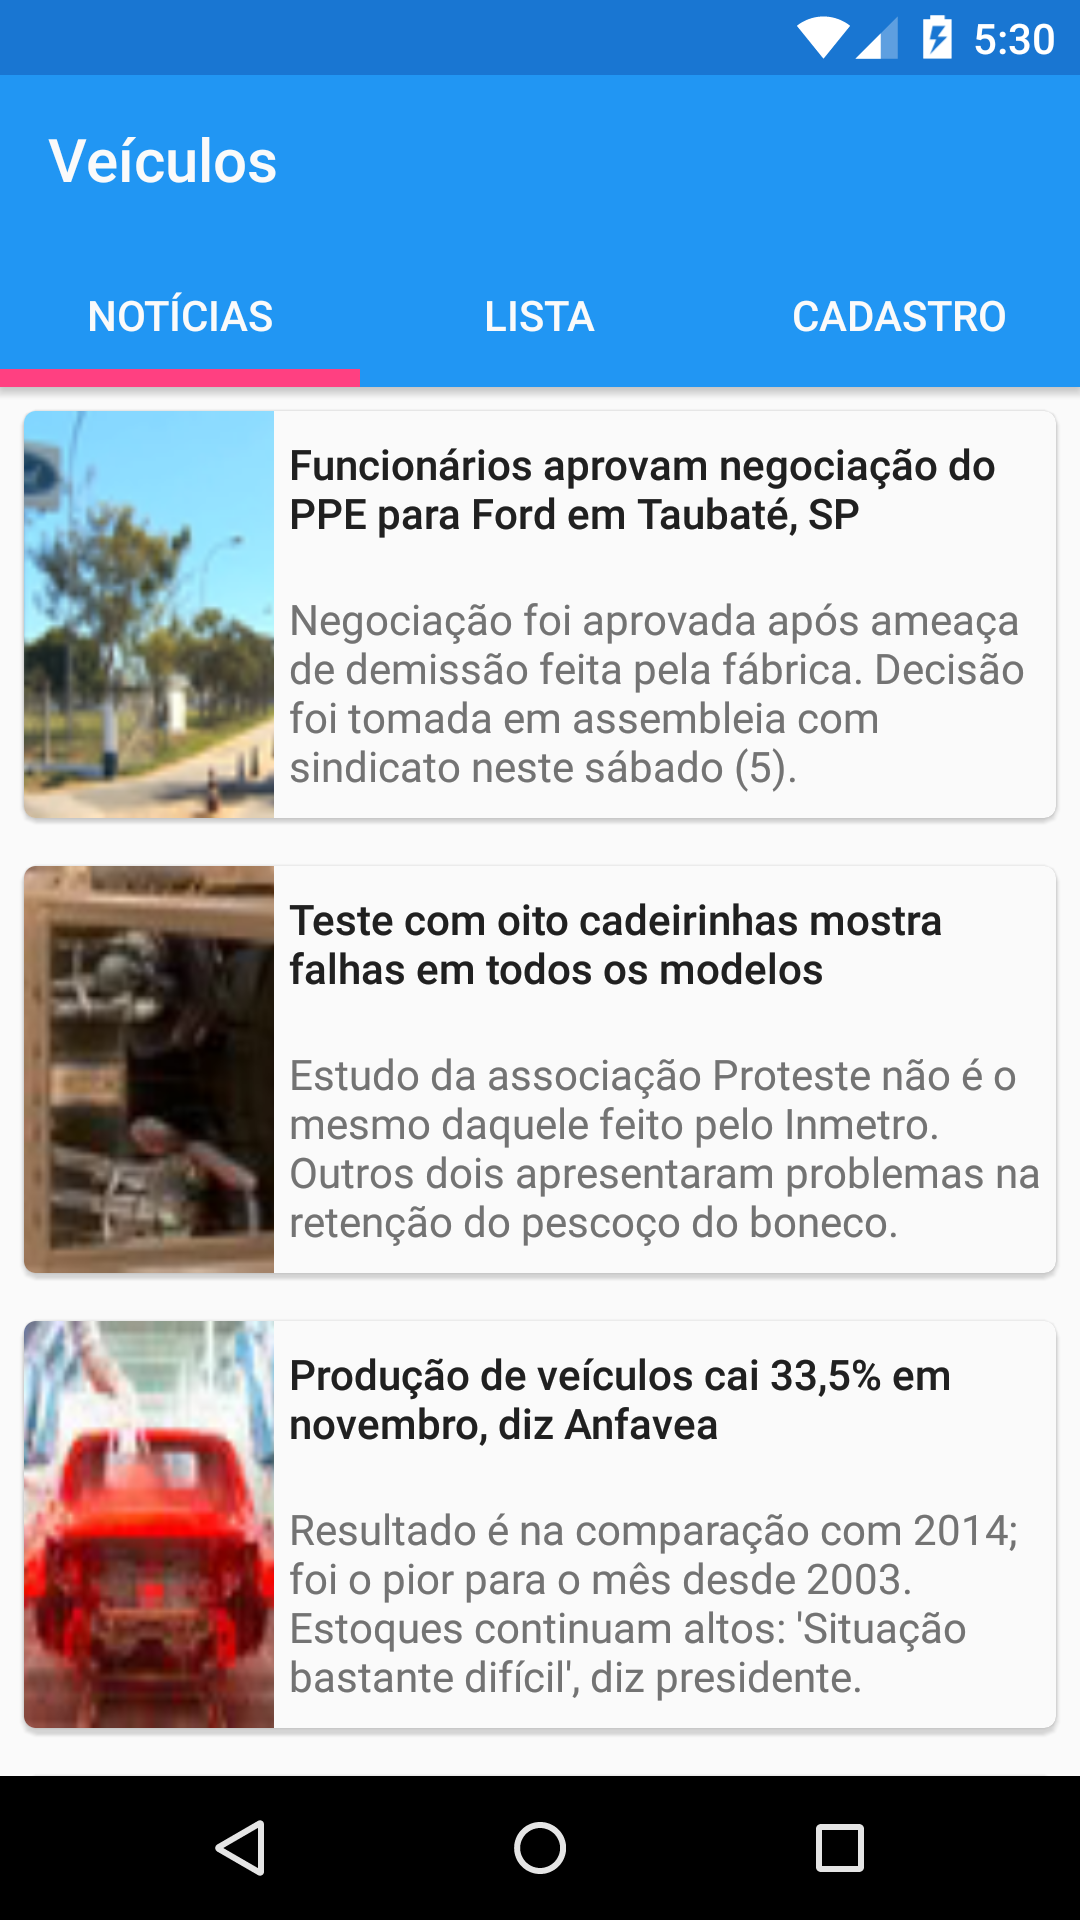 5:30
Veículos
NOTÍCIAS LISTA CADASTRO
Funcionários aprovam negociação do
PPE para Ford em Taubaté, SP
Negociação foi aprovada após ameaça
de demissão feita pela fábrica. Decisão
foi tomada em assembleia com
sindicato neste sábado (5).
Teste com oito cadeirinhas mostra
falhas em todos os modelos
Estudo da associação Proteste não é o
mesmo daquele feito pelo Inmetro.
Outros dois apresentaram problemas na
retenção do pescoço do boneco.
Produção de veículos cai 33,5% em
novembro, diz Anfavea
Resultado é na comparação com 2014;
foi o pior para o mês desde 2003.
Estoques continuam altos: 'Situação
bastante difícil', diz presidente.